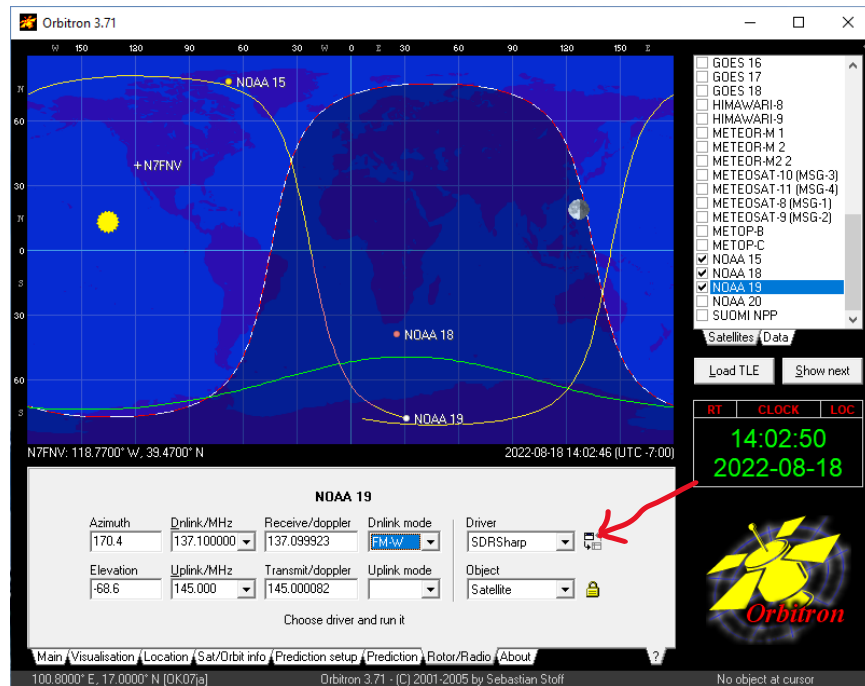 Orbitron 3.71
W 150 120 90 60 30 W 0 E 30 60 90 120 150 E
N
60
30
N
0
S
30
60
S
NOAA 15
N7FNV
NOAA 18
NOAA 19
N7FNV: 118.7700° W, 39.4700° N
2022-08-18 14:02:46 (UTC -7:00)
GOES 16
GOES 17
GOES 18
HIMAWARI-8
HIMAWARI-9
METEOR-M 1
METEOR-M 2
METEOR-M2 2
METEOSAT-10 (MSG-3)
METEOSAT-11 (MSG-4)
METEOSAT-8 (MSG-1)
METEOSAT-9 (MSG-2)
METOP-B
METOP-C
NOAA 15
NOAA 18
NOAA 19
NOAA 20
SUOMI NPP
Satellites Data
Load TLE Show next
RT CLOCK LOC
14:02:50
2022-08-18
NOAA 19
Azimuth Dnlink/MHz Receive/doppler Dnlink mode Driver
170.4 137.100000 137.099923 FM-W SDRSharp
Elevation Uplink/MHz Transmit/doppler Uplink mode Object
-68.6 145.000 145.000082 Satellite
Choose driver and run it
Orbitron
Main Visualisation Location Sat/Orbit info Prediction setup Prediction Rotor/Radio About ?
100.8000° E, 17.0000° N [OK07ja] Orbitron 3.71 - (C) 2001-2005 by Sebastian Stoff No object at cursor